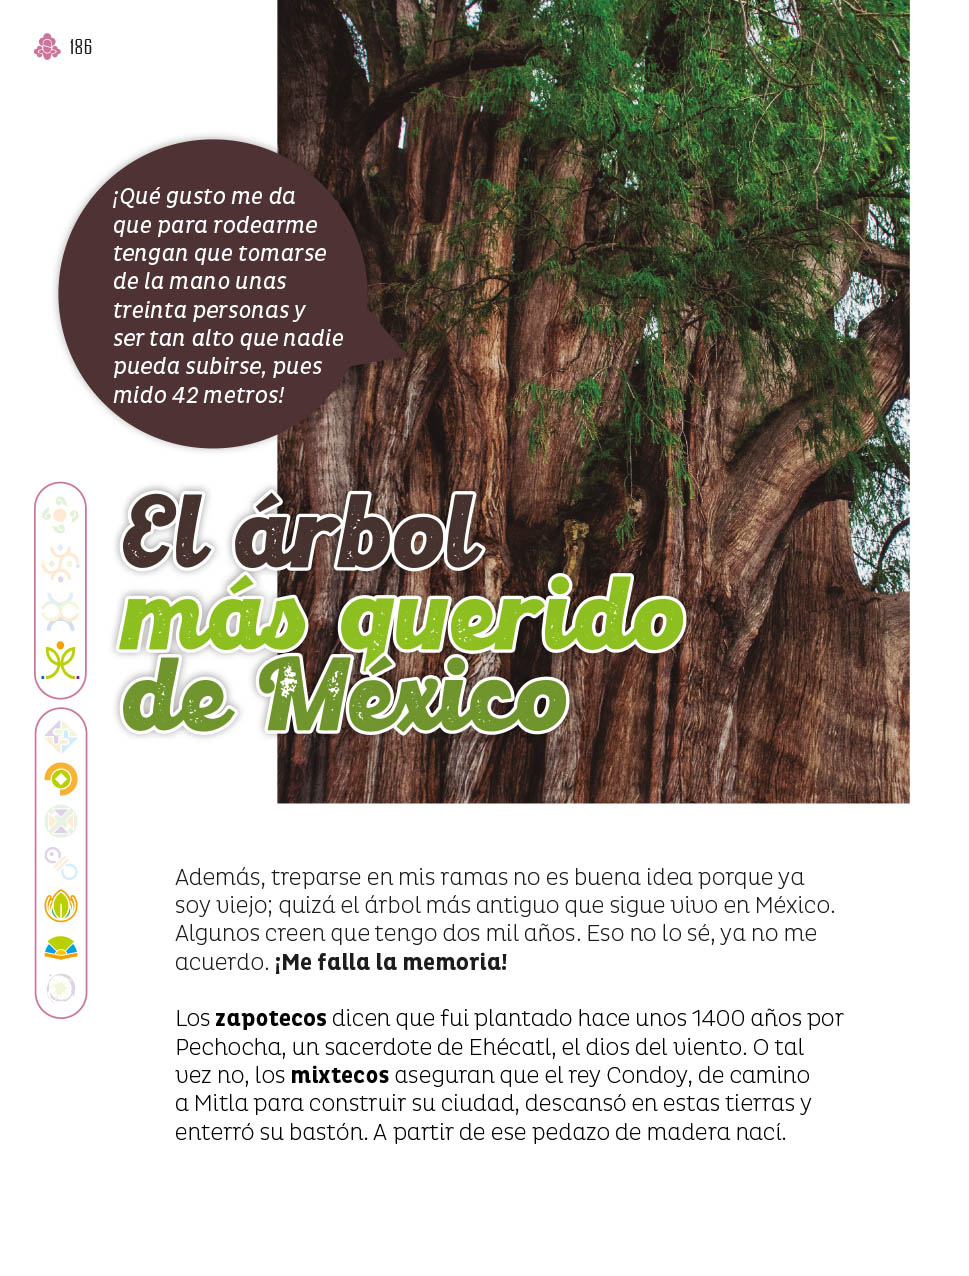 186
¡Qué gusto me da
que para rodearme
tengan que tomarse
de la mano unas
treinta personas y
ser tan alto que nadie
pueda subirse, pues
mido 42 metros!
El árbol
más querido
de México
Además, treparse en mis ramas no es buena idea porque ya
soy viejo; quizá el árbol más antiguo que sigue vivo en México.
Algunos creen que tengo dos mil años. Eso no lo sé, ya no me
acuerdo. ¡Me falla la memoria!
Los zapotecos dicen que fui plantado hace unos 1400 años por
Pechocha, un sacerdote de Ehécatl, el dios del viento. O tal
vez no, los mixtecos aseguran que el rey Condoy, de camino
a Mitla para construir su ciudad, descansó en estas tierras y
enterró su bastón. A partir de ese pedazo de madera nací.